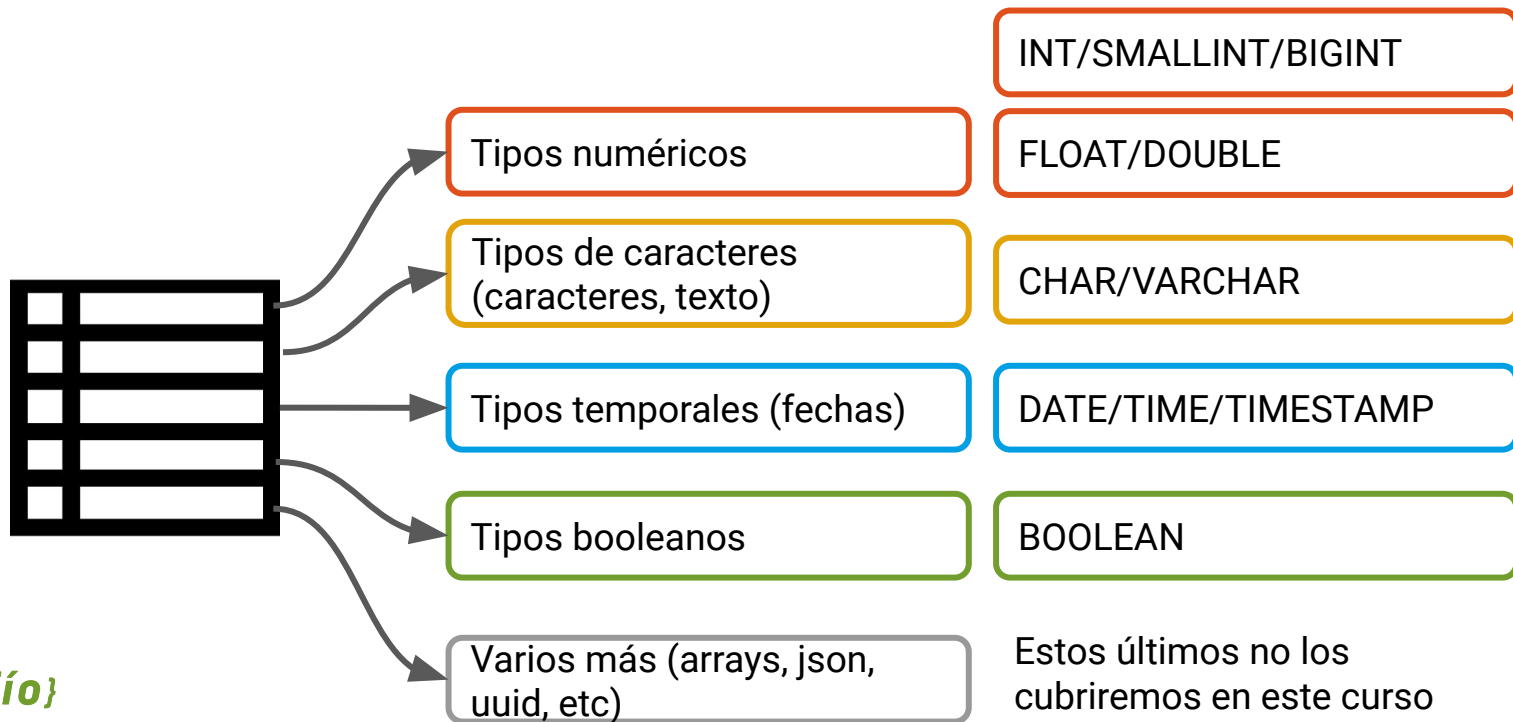 INT/SMALLINT/BIGINT
Tipos numéricos
FLOAT/DOUBLE
Tipos de caracteres
(caracteres, texto)
CHAR/VARCHAR
Tipos temporales (fechas)
DATE/TIME/TIMESTAMP
Tipos booleanos
BOOLEAN
Varios más (arrays, json,
uuid, etc)
Estos últimos no los
cubriremos en este curso
ío}